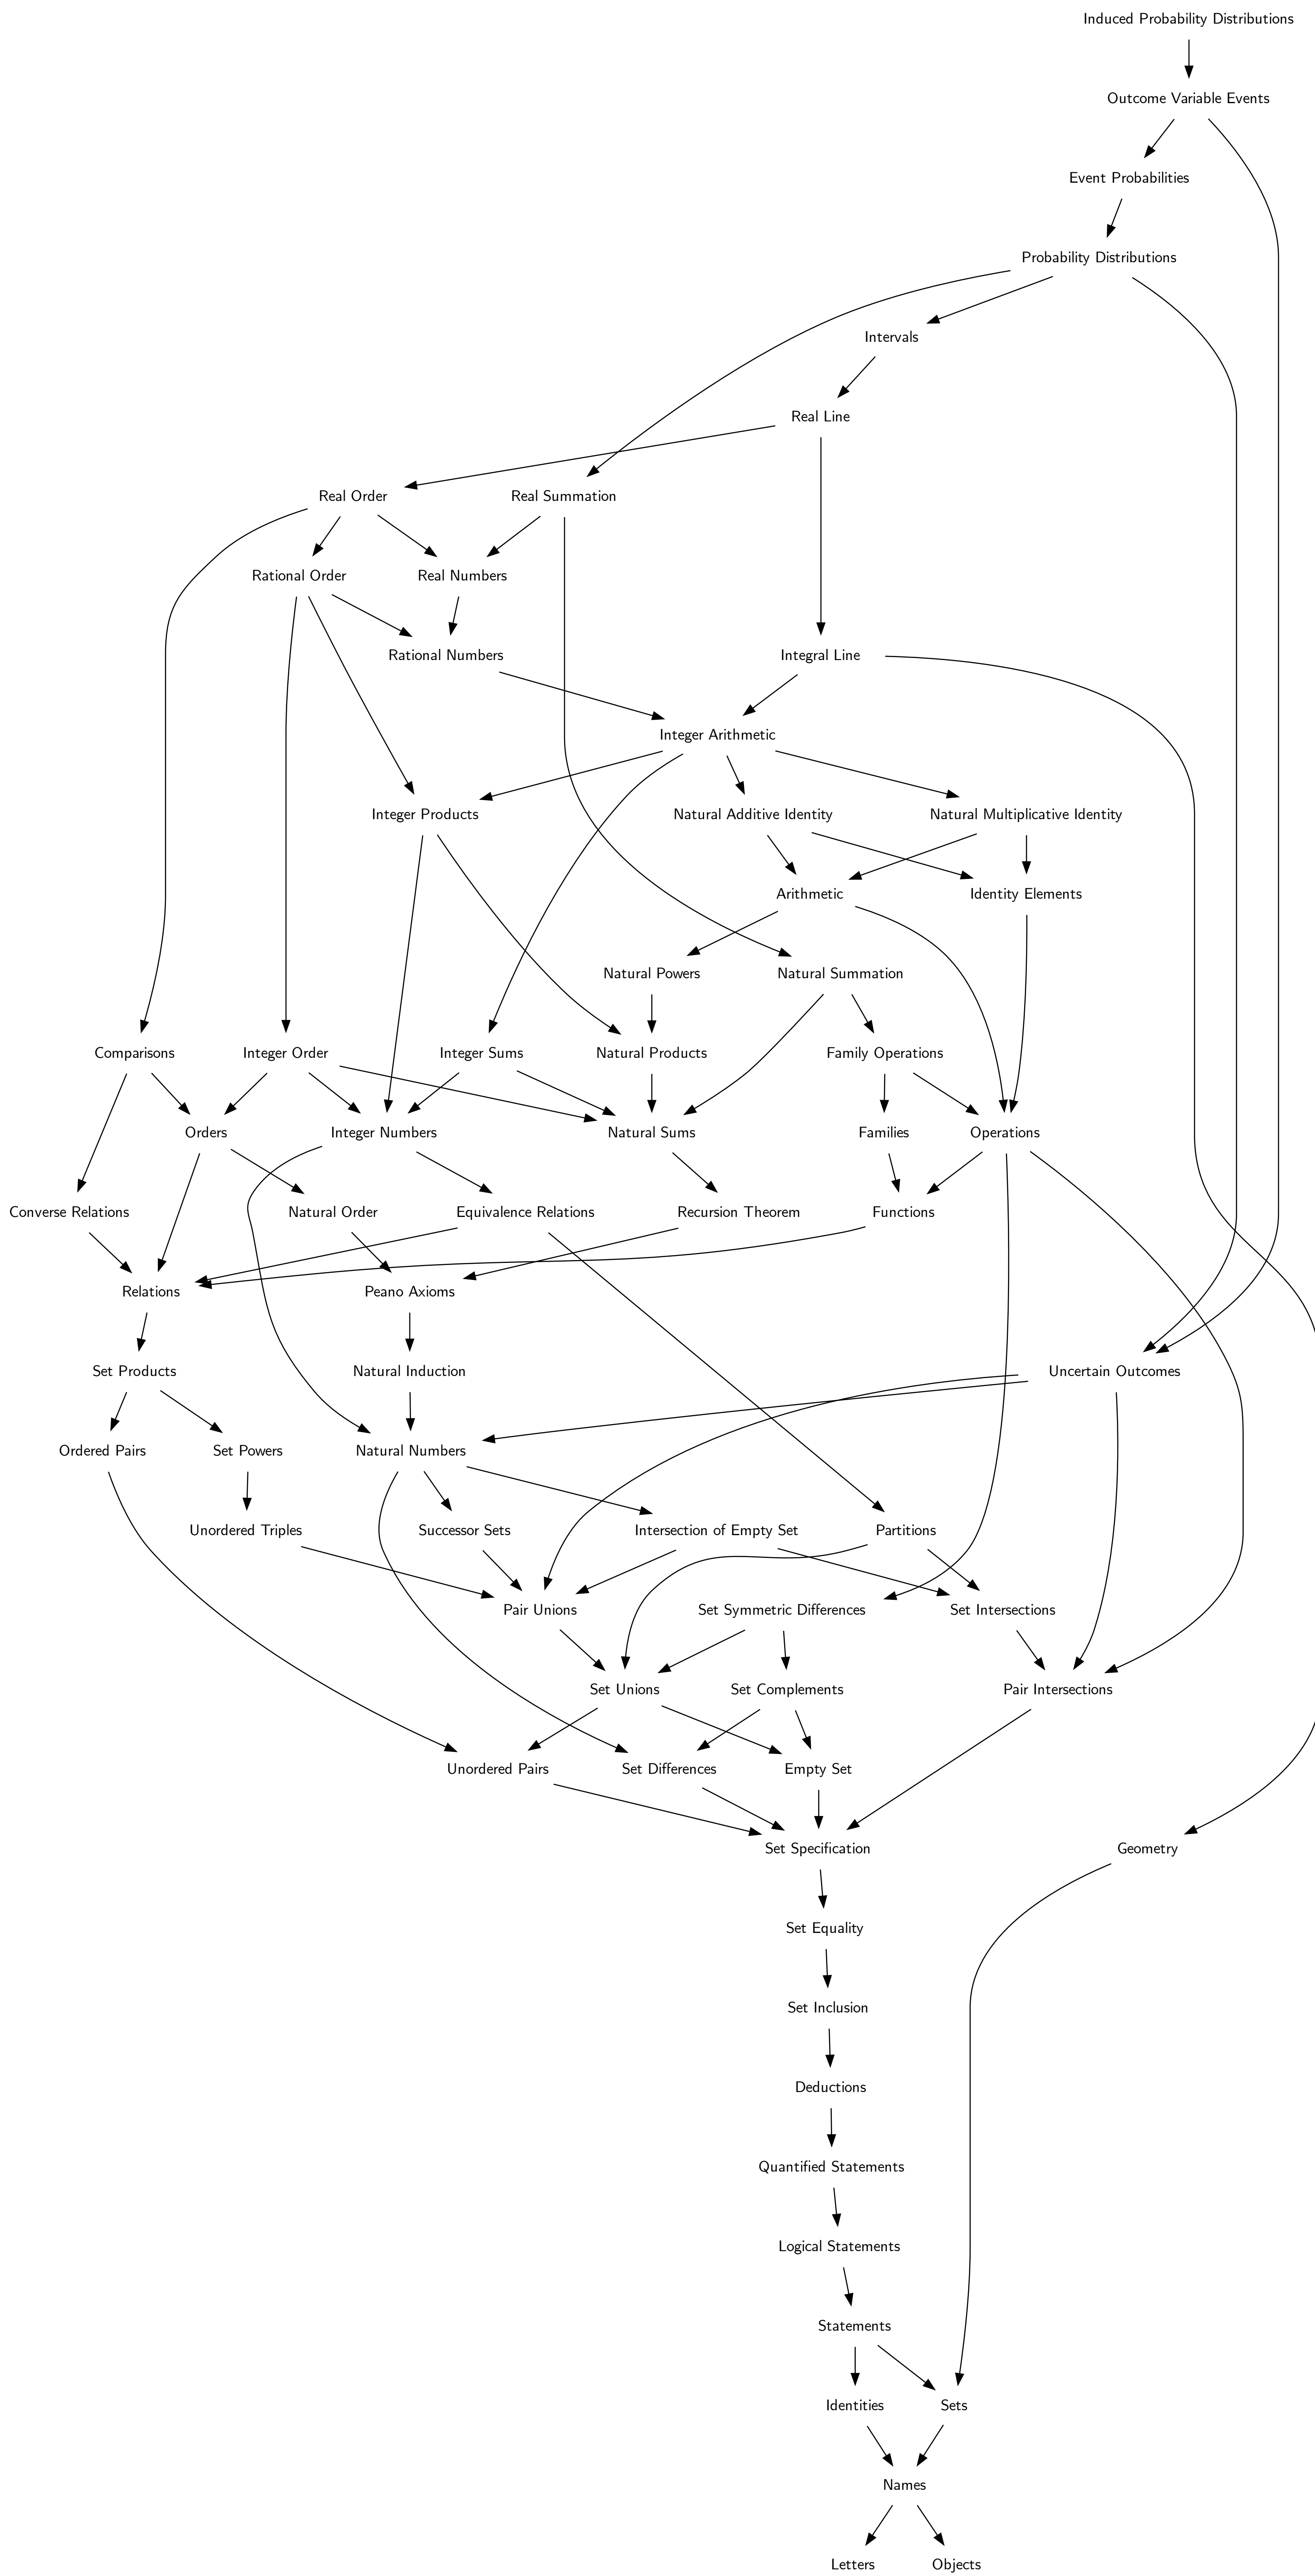 Induced Probability Distributions
Outcome Variable Events
Event Probabilities
Probability Distributions
Intervals
Real Line
Real Order
Real Summation
Rational Order
Real Numbers
Rational Numbers
Integral Line
Integer Arithmetic
Integer Products
Natural Additive Identity
Natural Multiplicative Identity
Arithmetic
Identity Elements
Natural Powers
Natural Summation
Comparisons
Integer Order
Integer Sums
Natural Products
Family Operations
Orders
Integer Numbers
Natural Sums
Families
Operations
Converse Relations
Natural Order
Equivalence Relations
Recursion Theorem
Functions
Relations
Peano Axioms
Set Products
Natural Induction
Uncertain Outcomes
Ordered Pairs
Set Powers
Natural Numbers
Unordered Triples
Successor Sets
Intersection of Empty Set
Partitions
Pair Unions
Set Symmetric Differences
Set Intersections
Set Unions
Set Complements
Pair Intersections
Unordered Pairs
Set Differences
Empty Set
Set Specification
Geometry
Set Equality
Set Inclusion
Deductions
Quantified Statements
Logical Statements
Statements
Identities
Sets
Names
Letters
Objects